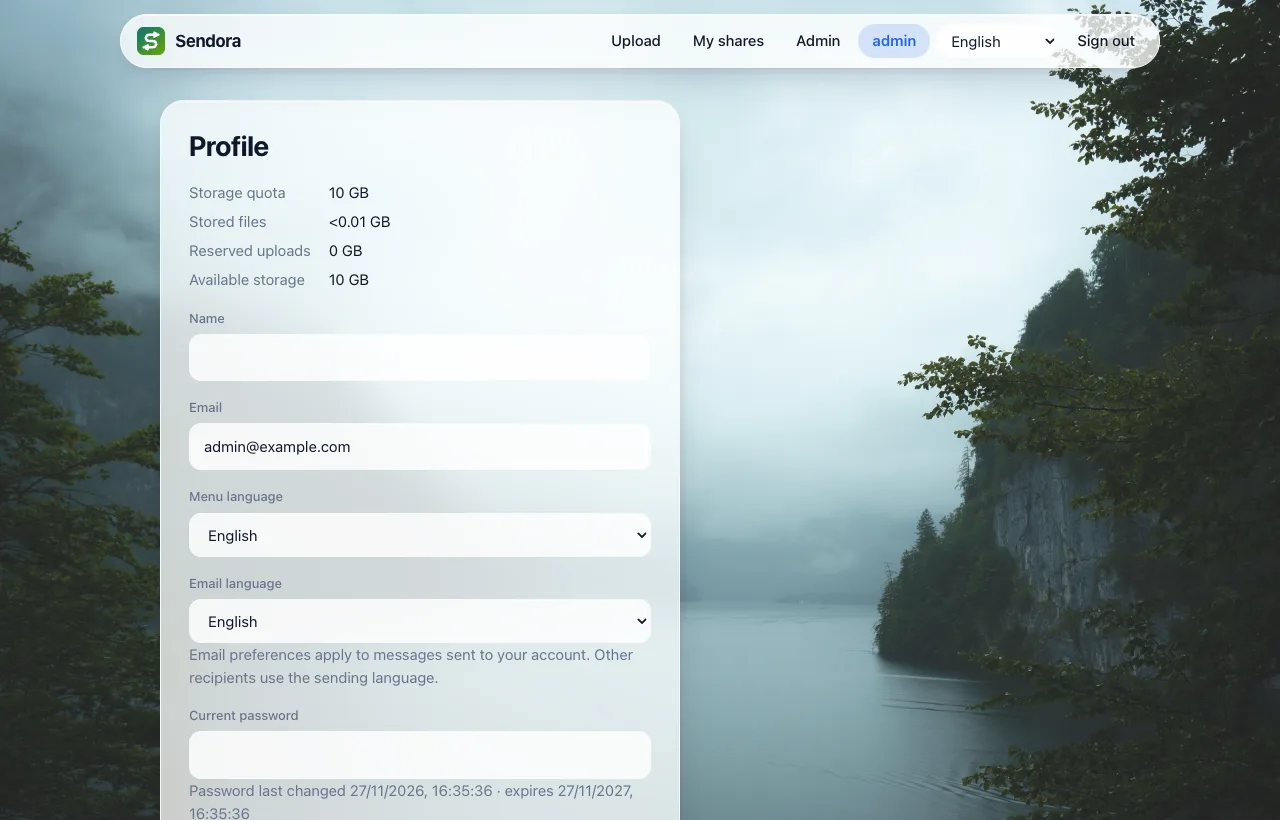 Sendora
Upload
My shares
Admin
admin
English
Sign out
Profile
Storage quota 10 GB
Stored files <0.01 GB
Reserved uploads 0 GB
Available storage 10 GB
Name
Email
admin@example.com
Menu language
English
Email language
English
Email preferences apply to messages sent to your account. Other
recipients use the sending language.
Current password
Password last changed 27/11/2026, 16:35:36 · expires 27/11/2027,
16:35:36